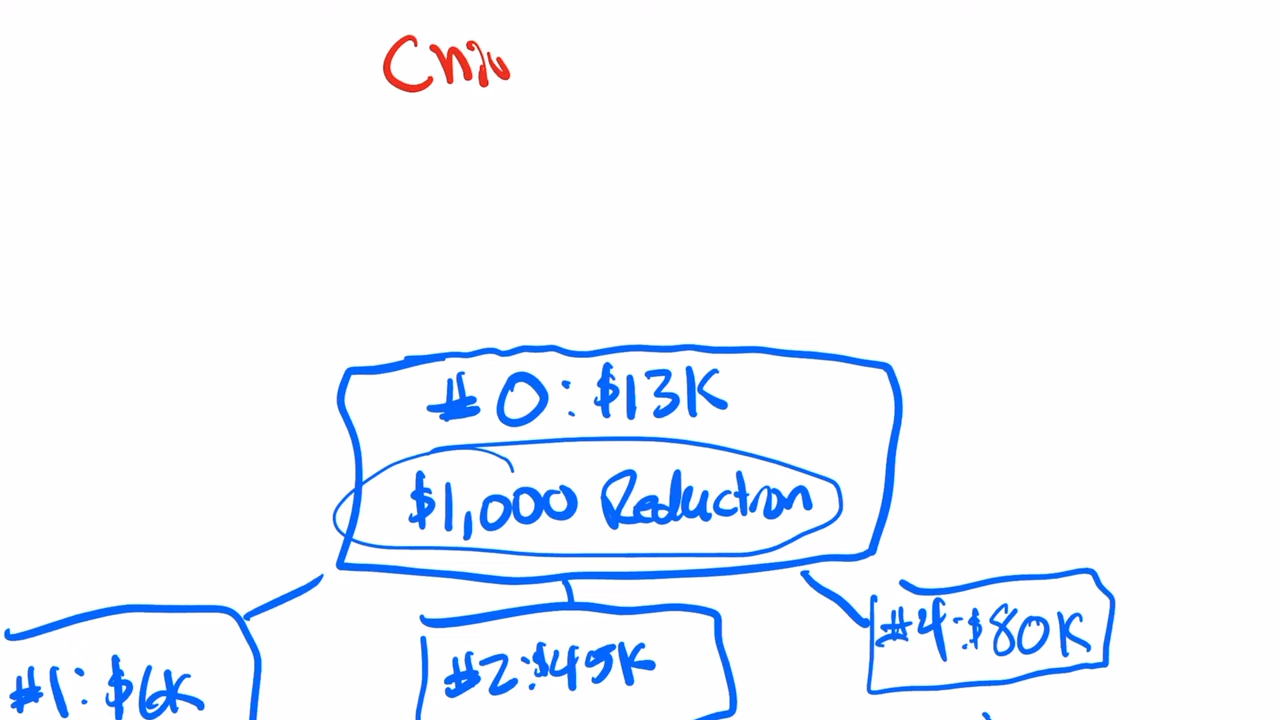 #0: $13K
$1,000 Reduction
#4: $80K
#2: $45K
#1: $6K